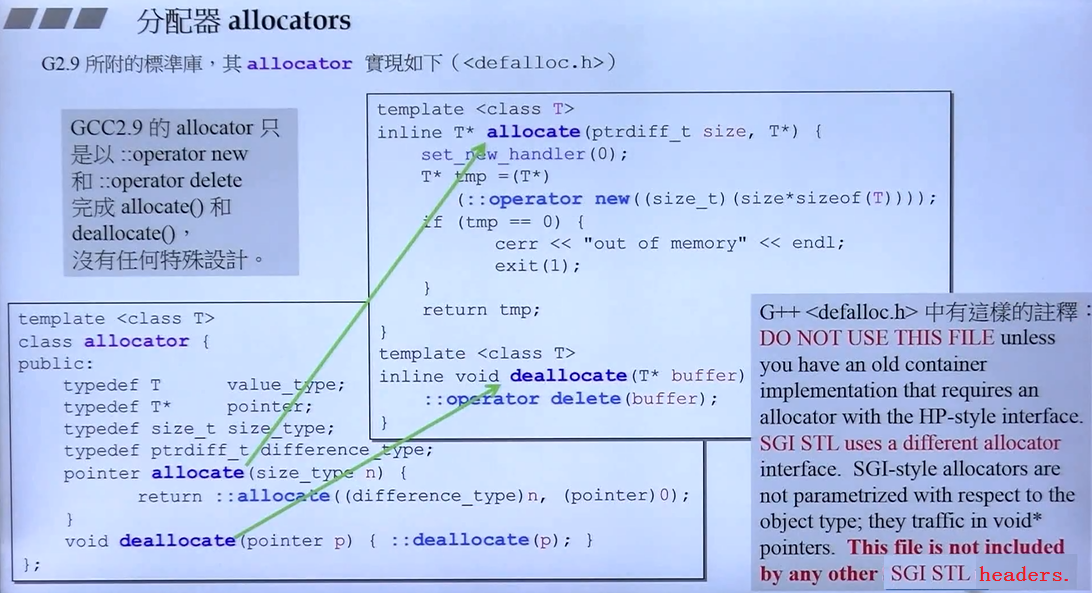 分配器 allocators
G2.9 所附的標準庫，其 allocator 實現如下（<defalloc.h>）
GCC2.9 的 allocator 只
是以 ::operator new
和 ::operator delete
完成 allocate() 和
deallocate()，
沒有任何特殊設計。
template <class T>
inline T* allocate(ptrdiff_t size, T*) {
set_new_handler(0);
T* tmp =(T*)
(::operator new((size_t)(size*sizeof(T))));
if (tmp == 0) {
cerr << "out of memory" << endl;
exit(1);
}
return tmp;
}
template <class T>
inline void deallocate(T* buffer)
::operator delete(buffer);
}
template <class T>
class allocator {
public:
typedef T value_type;
typedef T* pointer;
typedef size_t size_type;
typedef ptrdiff_t difference_type;
pointer allocate(size_type n) {
return ::allocate((difference_type)n, (pointer)0);
}
void deallocate(pointer p) { ::deallocate(p); }
};
G++ <defalloc.h> 中有這樣的註釋：
DO NOT USE THIS FILE unless
you have an old container
implementation that requires an
allocator with the HP-style interface.
SGI STL uses a different allocator
interface. SGI-style allocators are
not parametrized with respect to the
object type; they traffic in void*
pointers. This file is not included
by any other SGI STL headers.